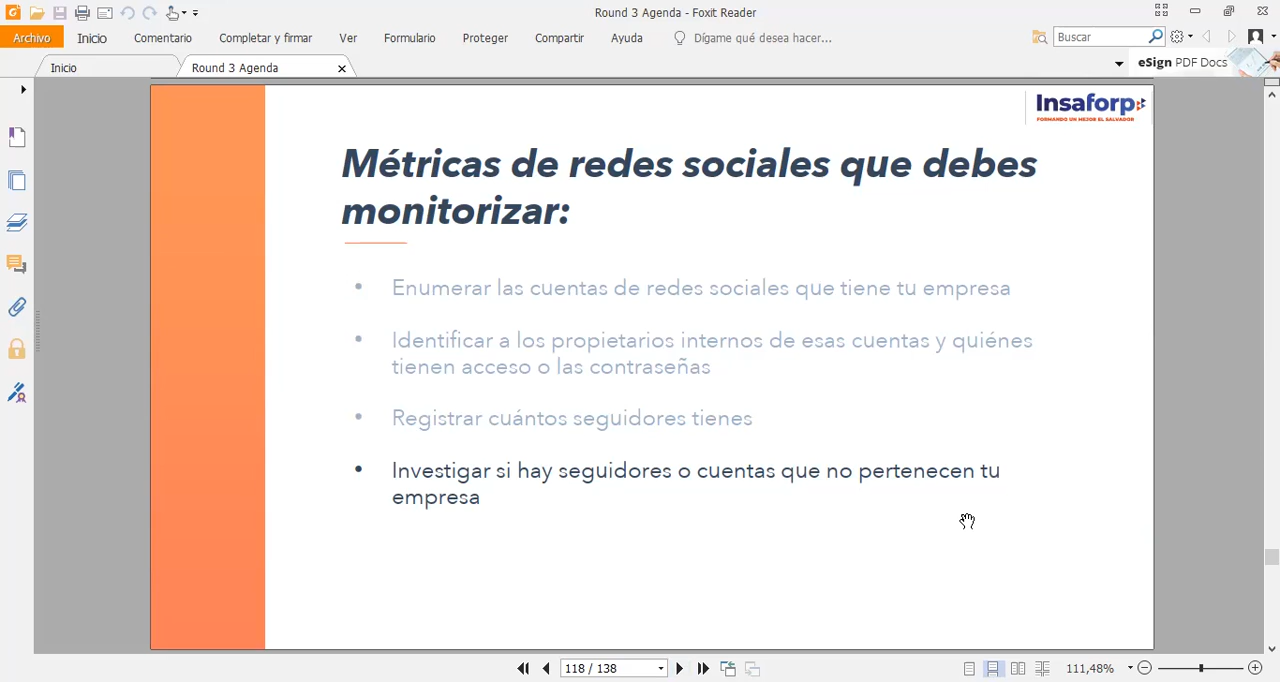 Round 3 Agenda - Foxit Reader
Archivo Inicio Comentario Completar y firmar Ver Formulario Proteger Compartir Ayuda Dígame qué desea hacer... Buscar
Inicio Round 3 Agenda eSign PDF Docs
Insaforp
FORMANDO UN MEJOR EL SALVADOR
Métricas de redes sociales que debes
monitorizar:
• Enumerar las cuentas de redes sociales que tiene tu empresa
• Identificar a los propietarios internos de esas cuentas y quiénes
tienen acceso o las contraseñas
• Registrar cuántos seguidores tienes
• Investigar si hay seguidores o cuentas que no pertenecen tu
empresa
118 / 138 111,48%